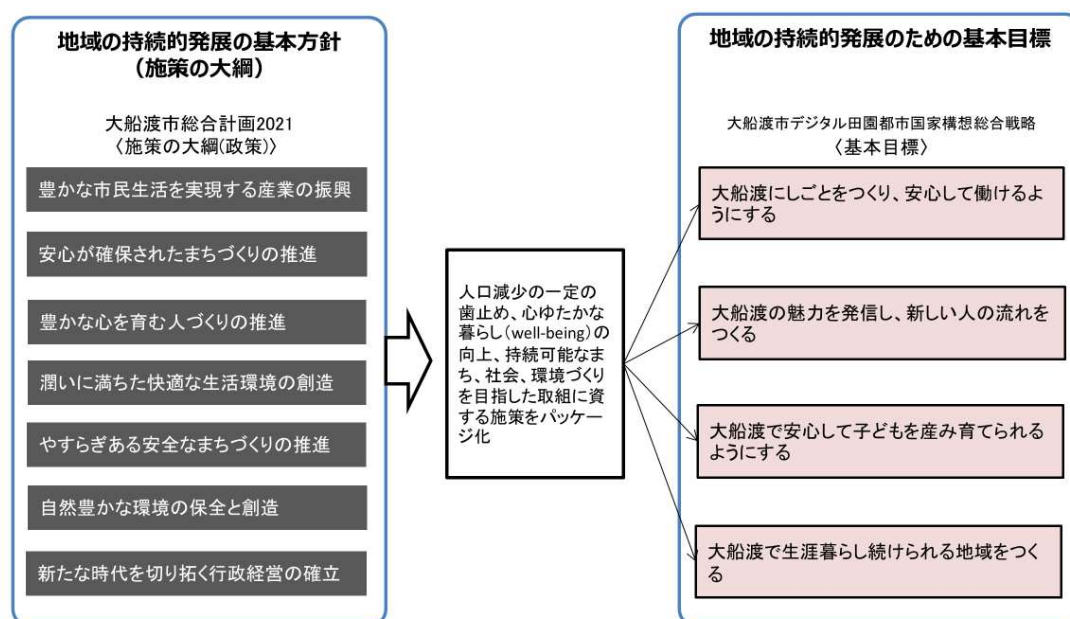 地域の持続的発展の基本方針
（施策の大綱）
大船渡市総合計画2021
〈施策の大綱(政策)〉
豊かな市民生活を実現する産業の振興
安心が確保されたまちづくりの推進
豊かな心を育む人づくりの推進
潤いに満ちた快適な生活環境の創造
やすらぎある安全なまちづくりの推進
自然豊かな環境の保全と創造
新たな時代を切り拓く行政経営の確立
人口減少の一定の
歯止め、心ゆたかな
暮らし（well-being）の
向上、持続可能なま
ち、社会、環境づくり
を目指した取組に資
する施策をパッケー
ジ化
地域の持続的発展のための基本目標
大船渡市デジタル田園都市国家構想総合戦略
〈基本目標〉
大船渡にしごとをつくり、安心して働けるよ
うにする
大船渡の魅力を発信し、新しい人の流れを
つくる
大船渡で安心して子どもを産み育てられる
ようにする
大船渡で生涯暮らし続けられる地域をつく
る